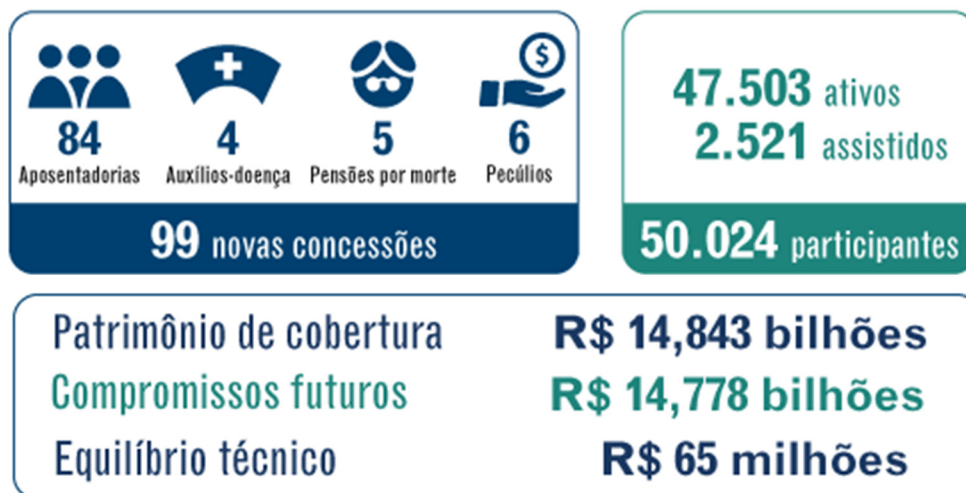 84 4 5 6
Aposentadorias Auxílios-doença Pensões por morte Pecúlios
99 novas concessões
47.503 ativos
2.521 assistidos
50.024 participantes
Patrimônio de cobertura R$ 14,843 bilhões
Compromissos futuros R$ 14,778 bilhões
Equilíbrio técnico R$ 65 milhões